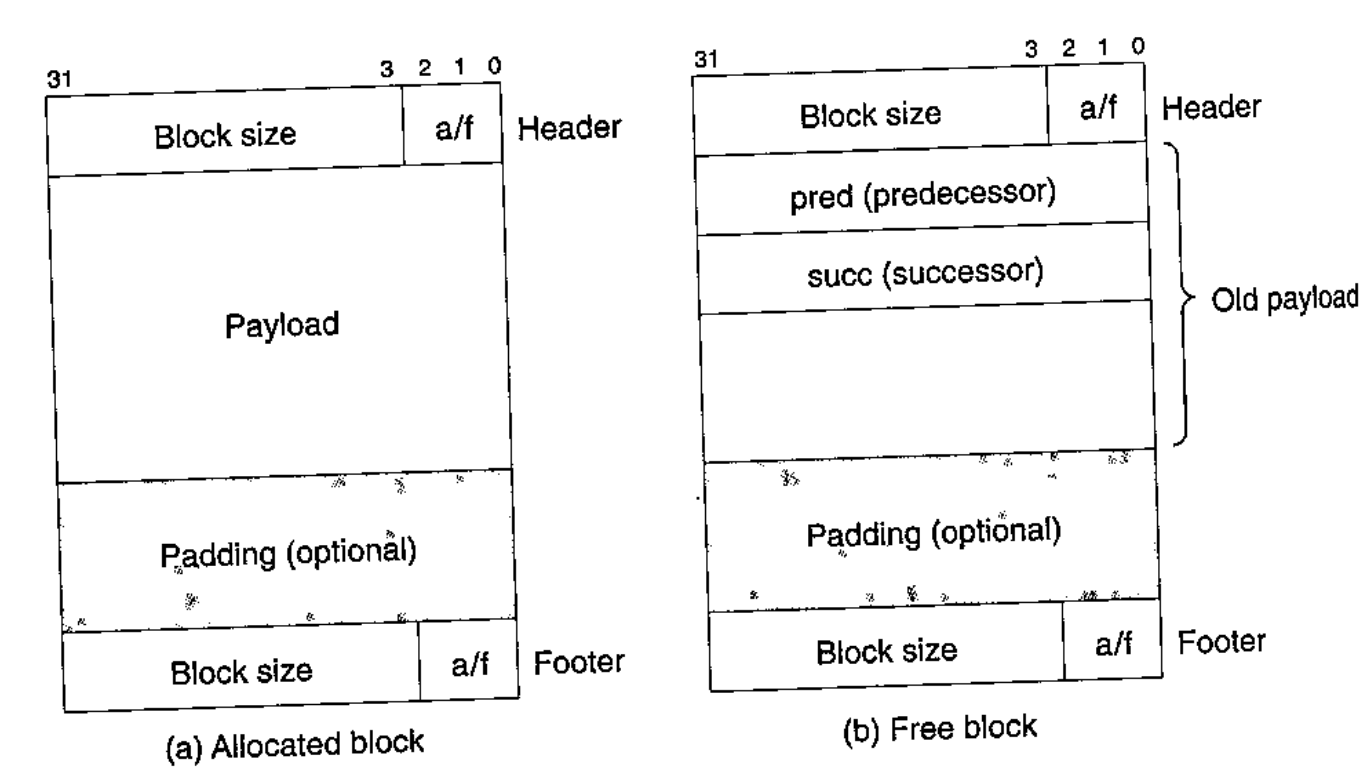 31 3 2 1 0
Block size a/f Header
Payload
Padding (optional)
Block size a/f Footer
(a) Allocated block
31 3 2 1 0
Block size a/f Header
pred (predecessor)
succ (successor)
Old payload
Padding (optional)
Block size a/f Footer
(b) Free block